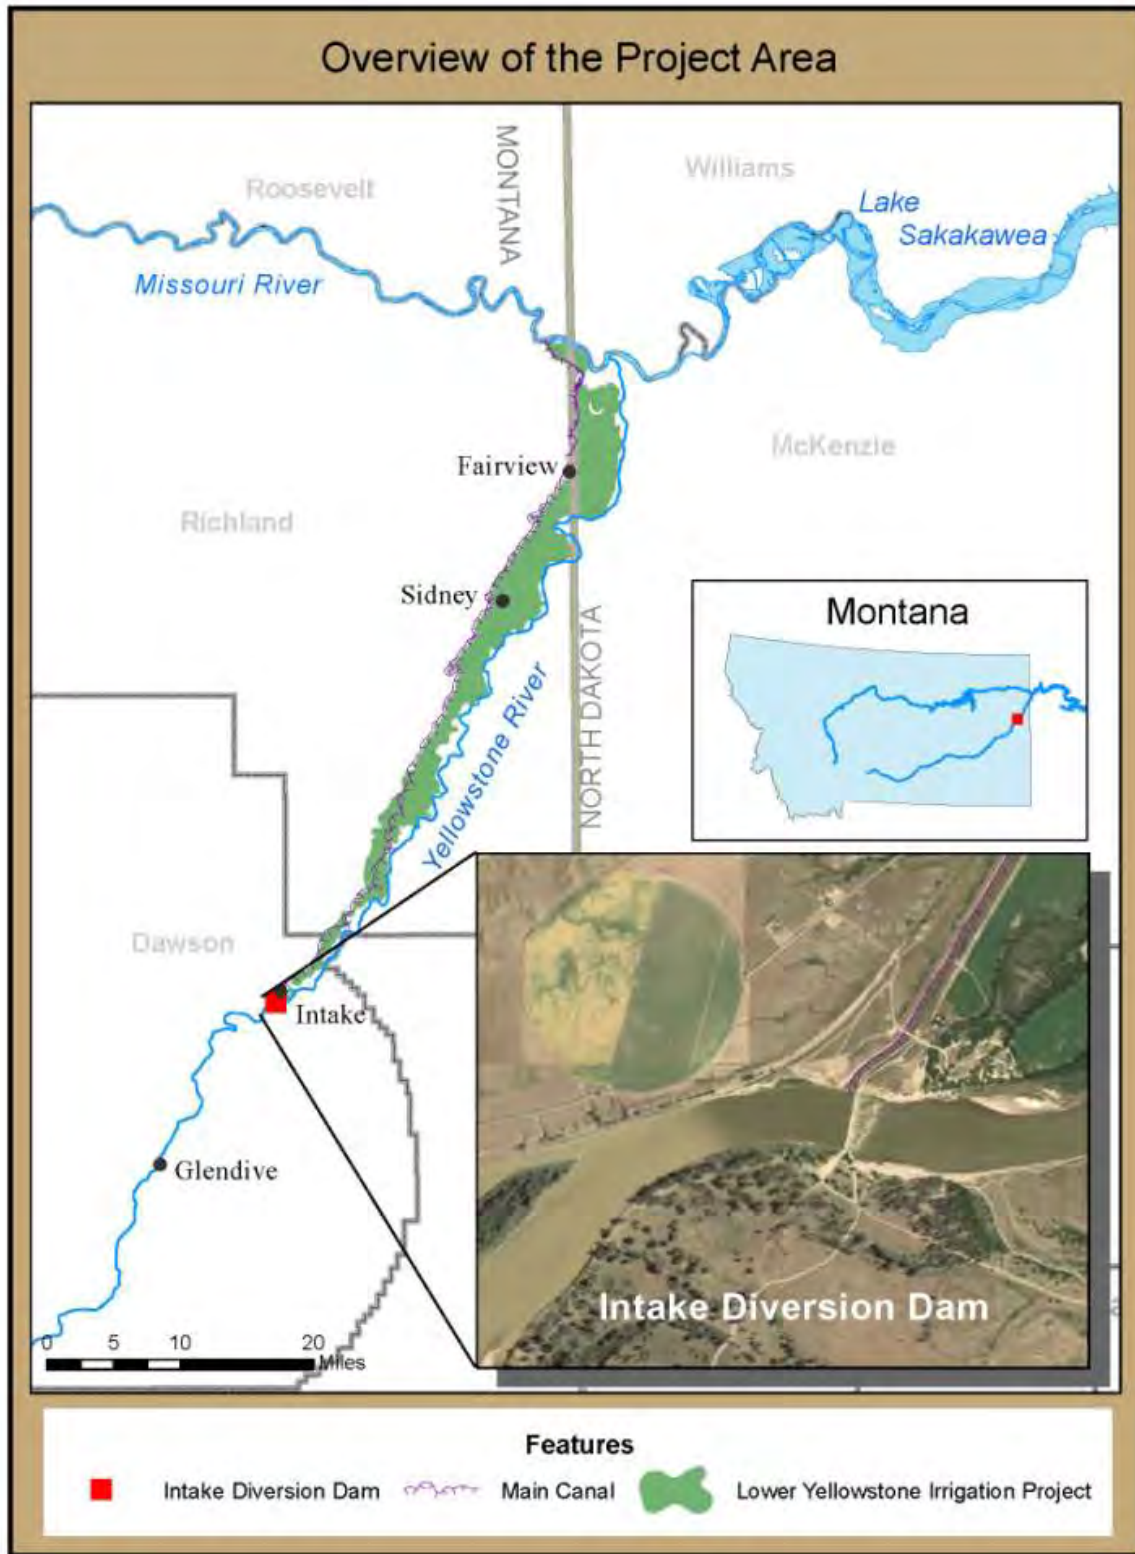 Overview of the Project Area
MONTANA
Williams
Roosevelt
Lake
Sakakawea
Missouri River
McKenzie
Fairview
Richland
Sidney
NORTH DAKOTA
Montana
Yellowstone River
Dawson
Intake
Glendive
Intake Diversion Dam
0 5 10 20
Miles
Features
Intake Diversion Dam Main Canal Lower Yellowstone Irrigation Project